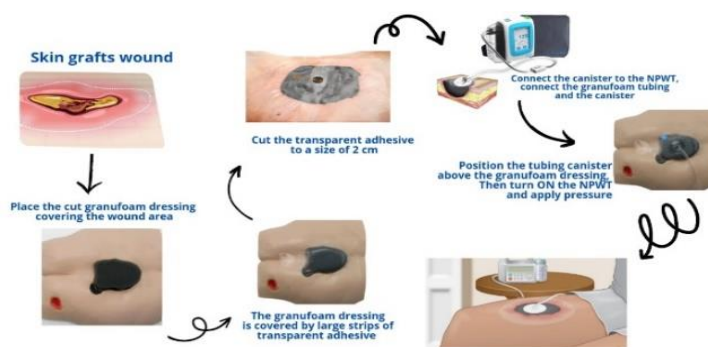 Skin grafts wound
Place the cut granufoam dressing
covering the wound area
The granufoam dressing
is covered by large strips of
transparent adhesive
Cut the transparent adhesive
to a size of 2 cm
Connect the canister to the NPWT,
connect the granufoam tubing
and the canister
Position the tubing canister
above the granufoam dressing,
Then turn ON the NPWT
and apply pressure